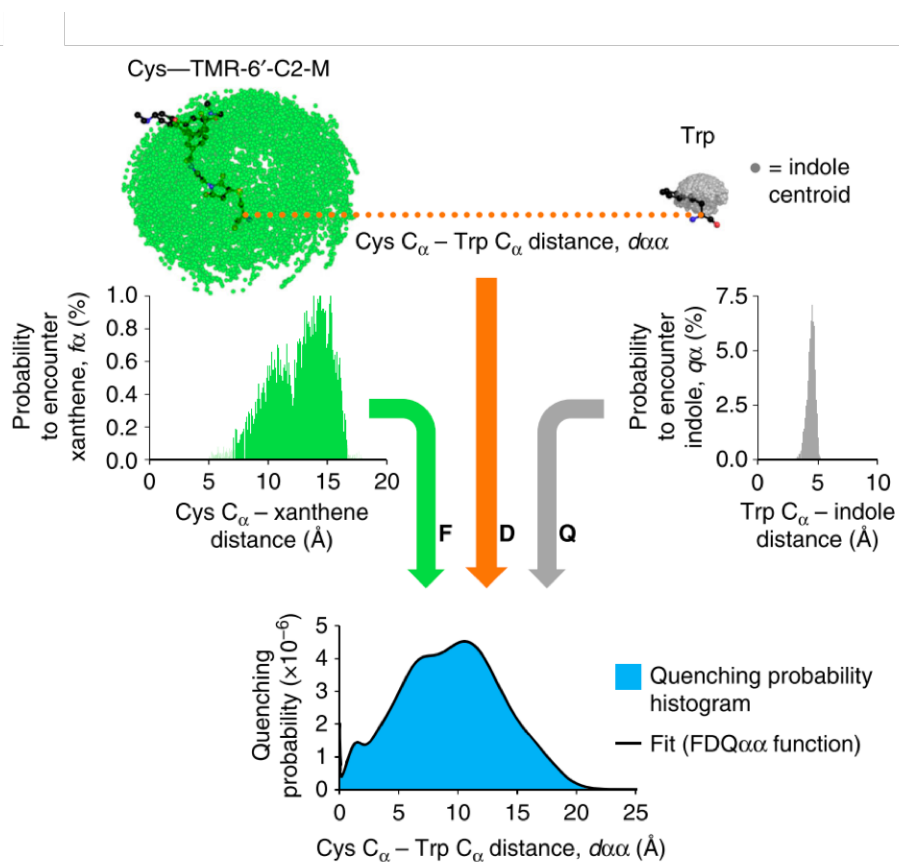 Cys—TMR-6′-C2-M
Trp
= indole
centroid
Cys Cα – Trp Cα distance, dαα
Probability
to encounter
xanthene, fα (%)
1.0
0.8
0.6
0.4
0.2
0.0
0 5 10 15 20
Cys Cα – xanthene
distance (Å)
Probability
to encounter
indole, qα (%)
7.5
5.0
2.5
0.0
0 5 10
Trp Cα – indole
distance (Å)
F D Q
Quenching
probability (×10⁻⁶)
5
4
3
2
1
0
0 5 10 15 20 25
Cys Cα – Trp Cα distance, dαα (Å)
Quenching probability
histogram
Fit (FDQαα function)